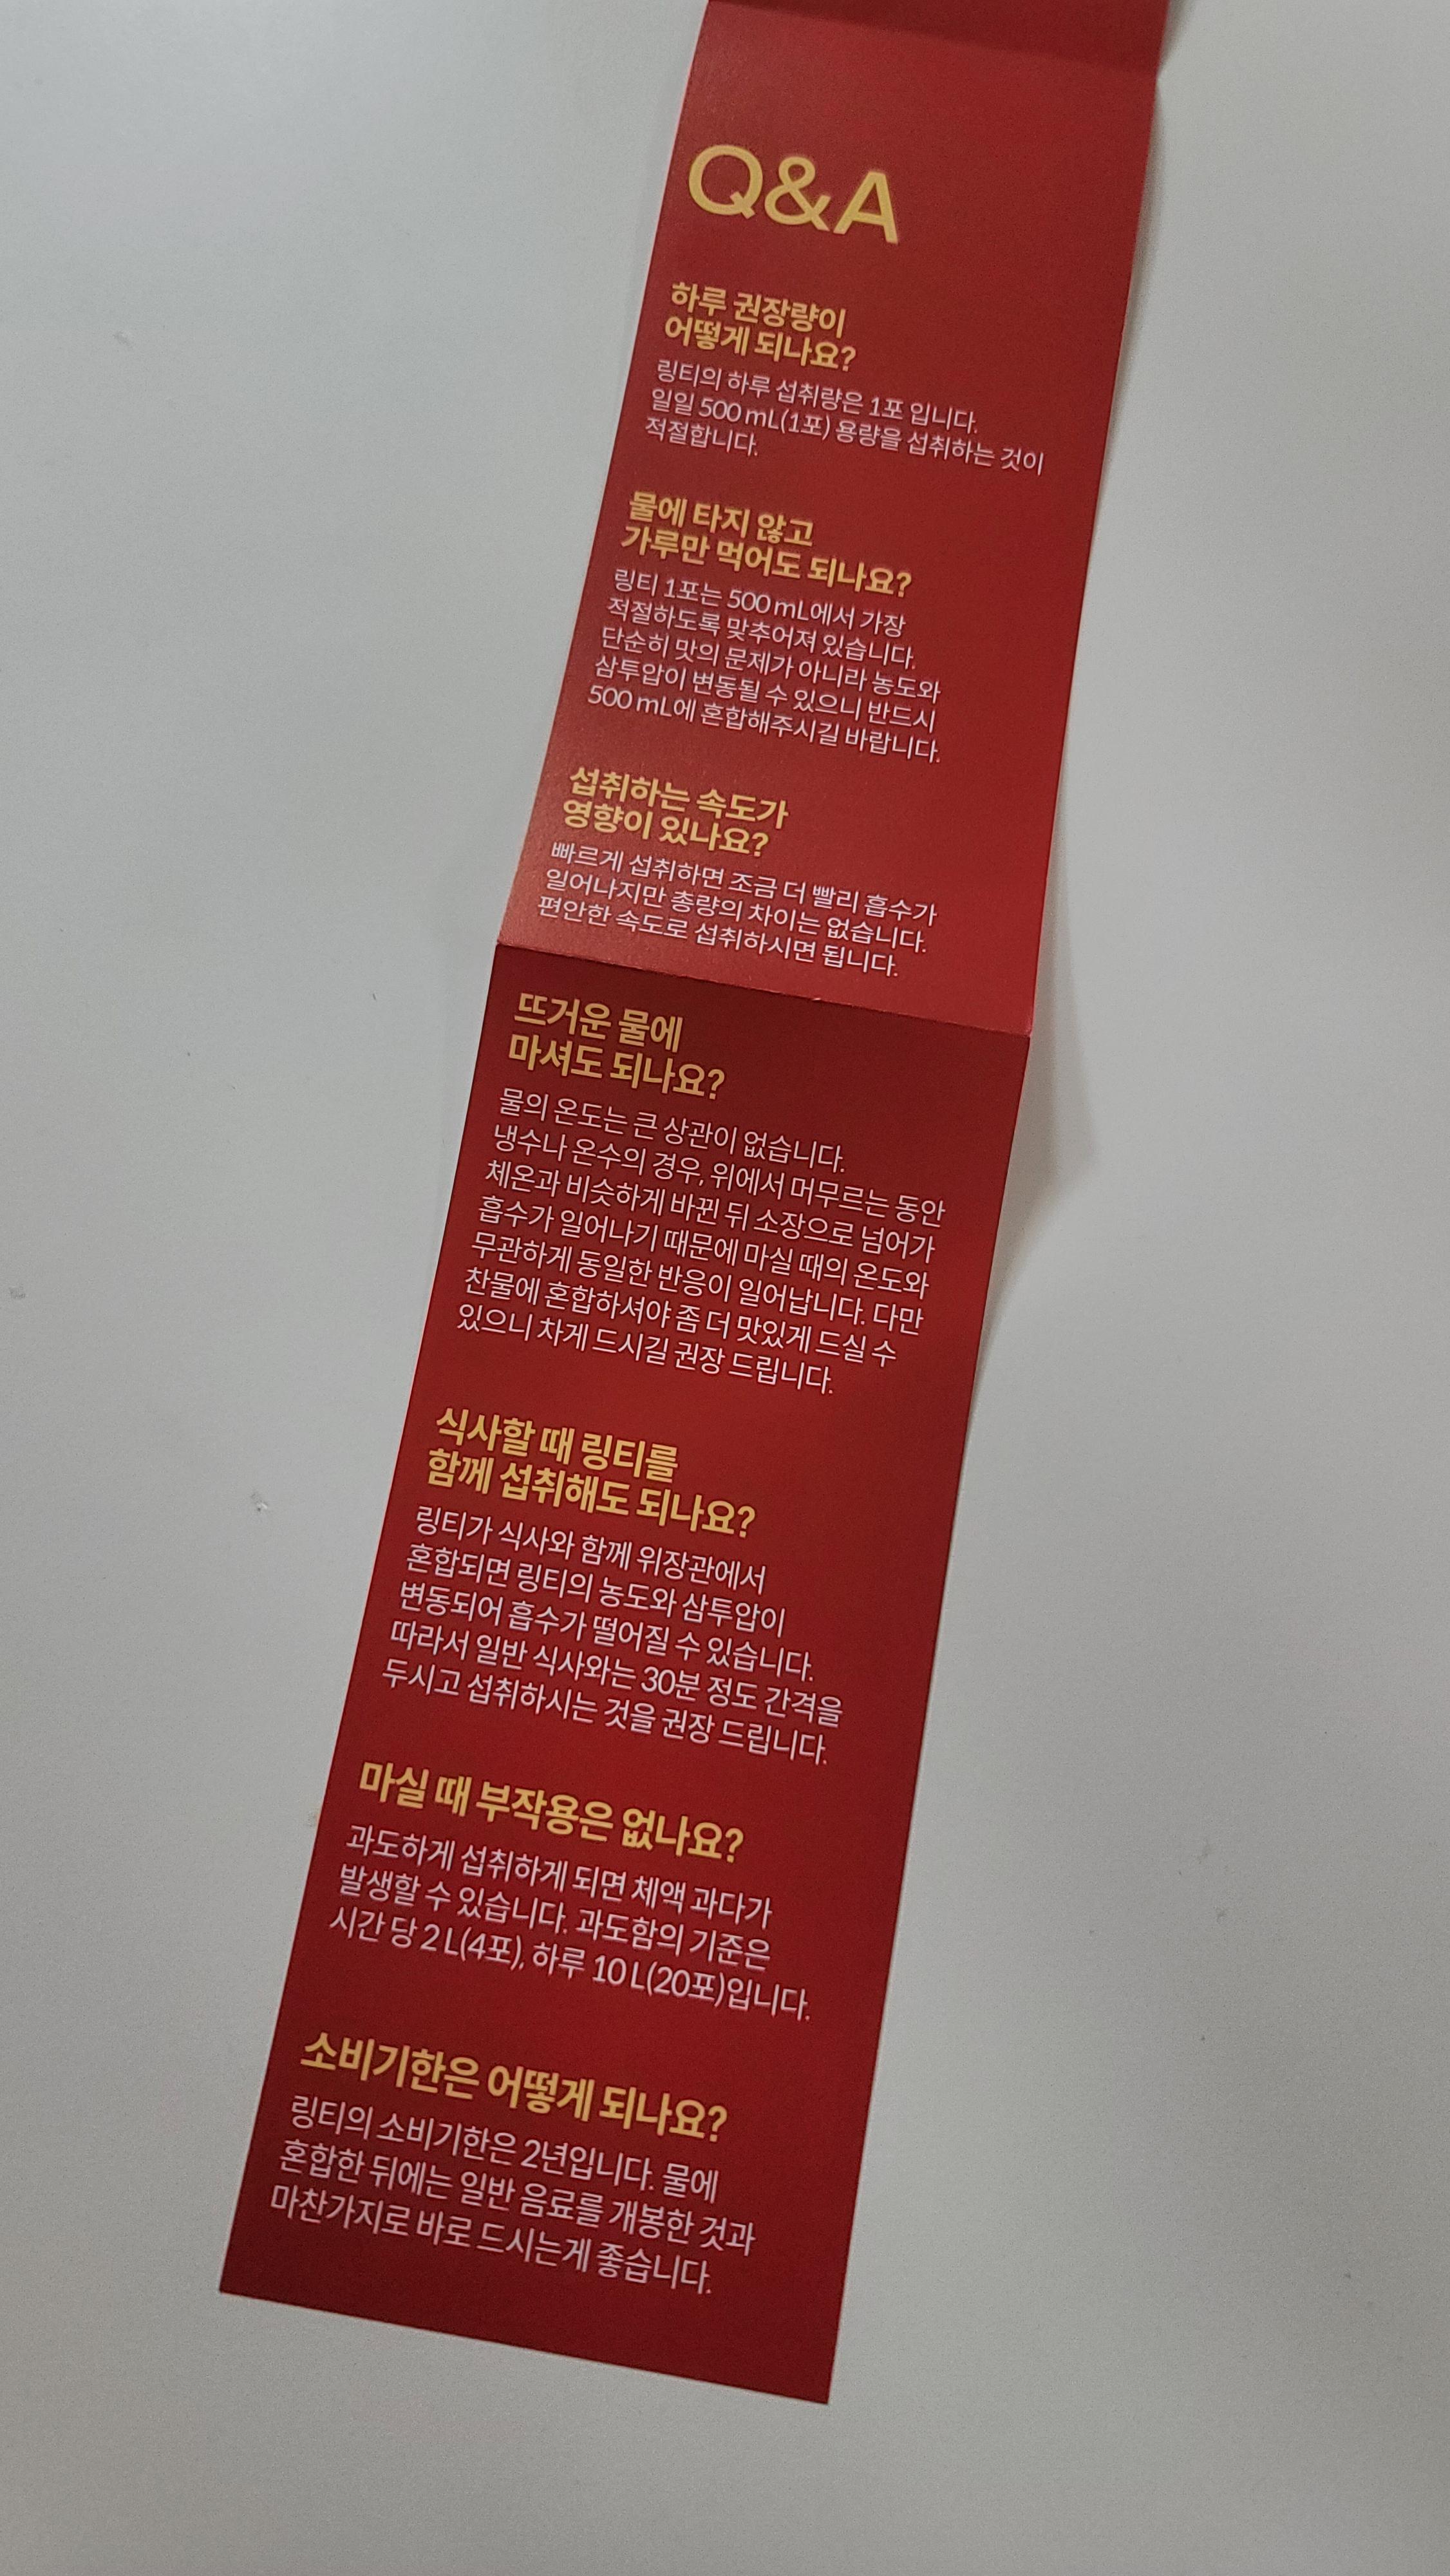 Q&A
하루 권장량이
어떻게 되나요?
링티의 하루 섭취량은 1포 입니다.
일일 500 mL(1포) 용량을 섭취하는 것이
적절합니다.
물에 타지 않고
가루만 먹어도 되나요?
링티 1포는 500 mL에서 가장
적절하도록 맞추어져 있습니다.
단순히 맛의 문제가 아니라 농도와
삼투압이 변동될 수 있으니 반드시
500 mL에 혼합해주시길 바랍니다.
섭취하는 속도가
영향이 있나요?
빠르게 섭취하면 조금 더 빨리 흡수가
일어나지만 총량의 차이는 없습니다.
편안한 속도로 섭취하시면 됩니다.
뜨거운 물에
마셔도 되나요?
물의 온도는 큰 상관이 없습니다.
냉수나 온수의 경우, 위에서 머무르는 동안
체온과 비슷하게 바뀐 뒤 소장으로 넘어가
흡수가 일어나기 때문에 마실 때의 온도와
무관하게 동일한 반응이 일어납니다. 다만
찬물에 혼합하셔야 좀 더 맛있게 드실 수
있으니 차게 드시길 권장 드립니다.
식사할 때 링티를
함께 섭취해도 되나요?
링티가 식사와 함께 위장관에서
혼합되면 링티의 농도와 삼투압이
변동되어 흡수가 떨어질 수 있습니다.
따라서 일반 식사와는 30분 정도 간격을
두시고 섭취하시는 것을 권장 드립니다.
마실 때 부작용은 없나요?
과도하게 섭취하게 되면 체액 과다가
발생할 수 있습니다. 과도함의 기준은
시간 당 2 L(4포), 하루 10 L(20포)입니다.
소비기한은 어떻게 되나요?
링티의 소비기한은 2년입니다. 물에
혼합한 뒤에는 일반 음료를 개봉한 것과
마찬가지로 바로 드시는게 좋습니다.